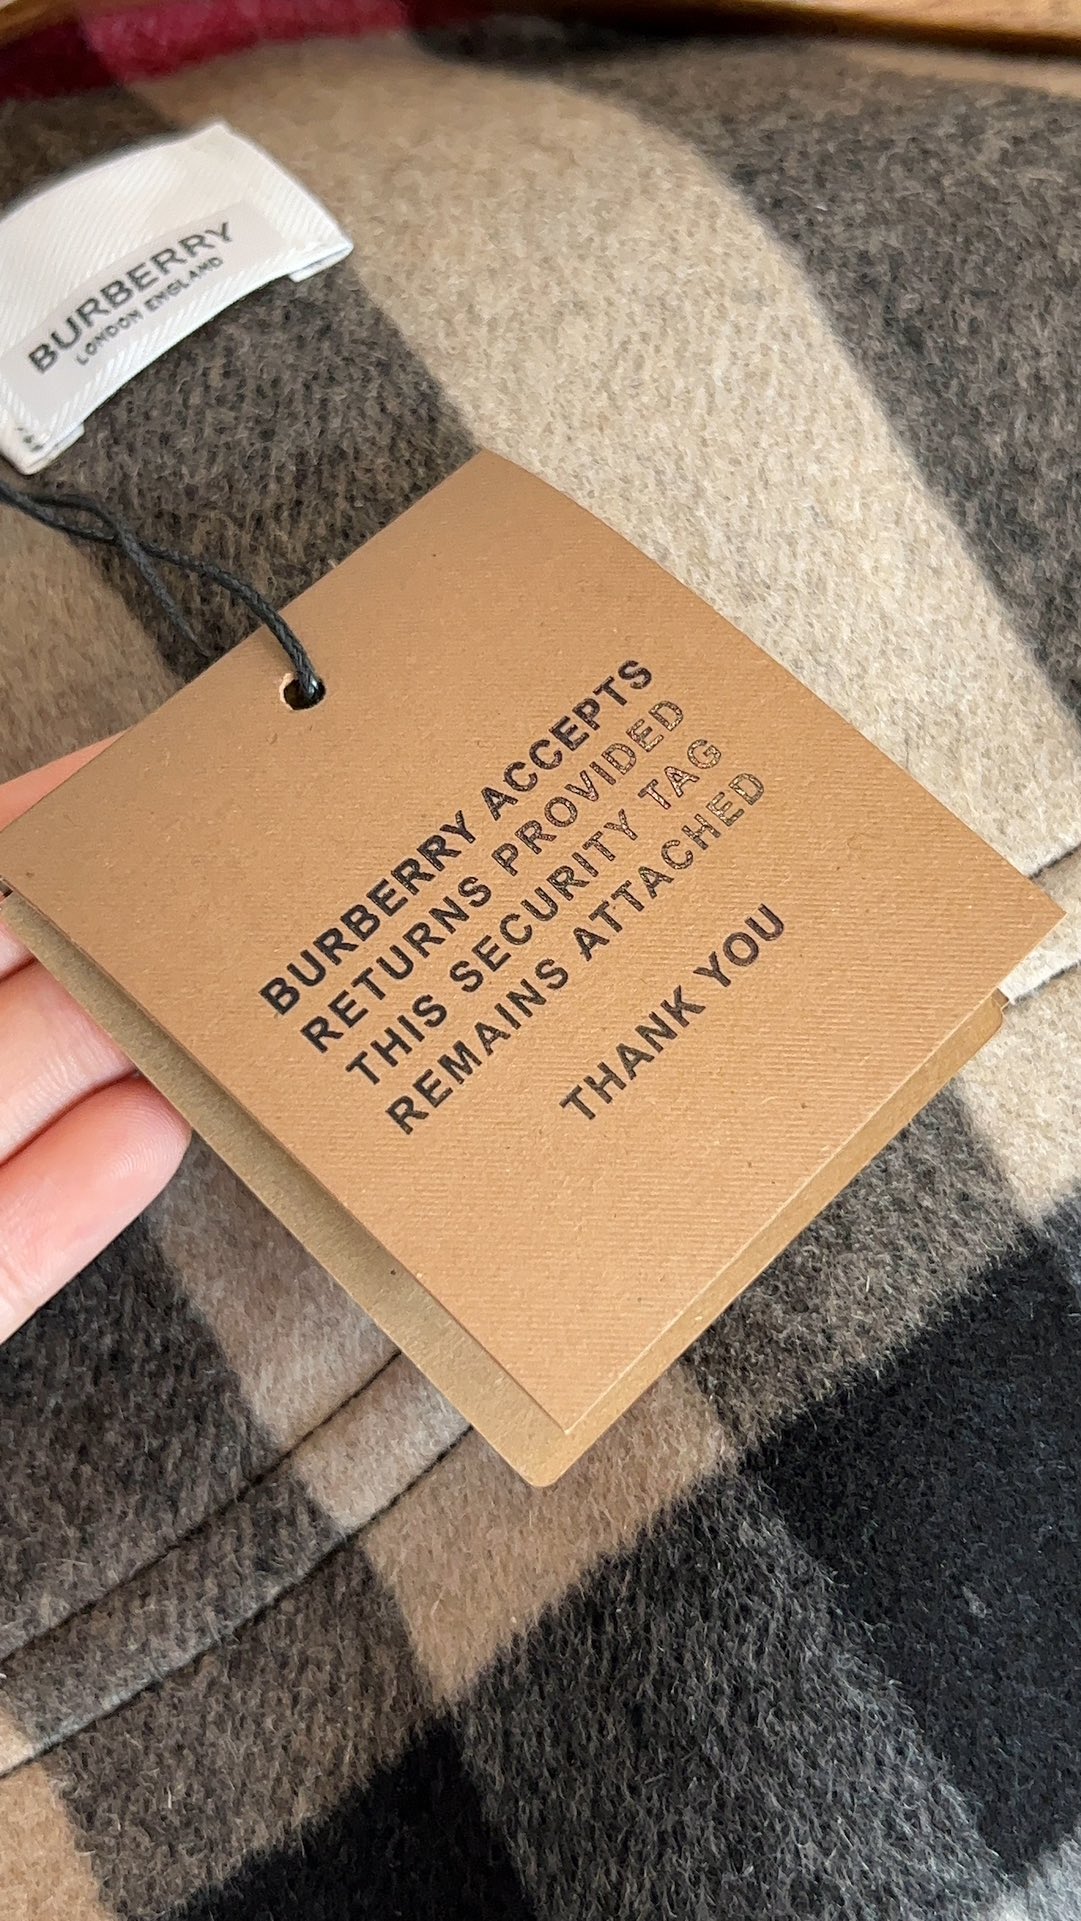 BURBERRY
LONDON ENGLAND
BURBERRY ACCEPTS
RETURNS PROVIDED
THIS SECURITY TAG
REMAINS ATTACHED
THANK YOU